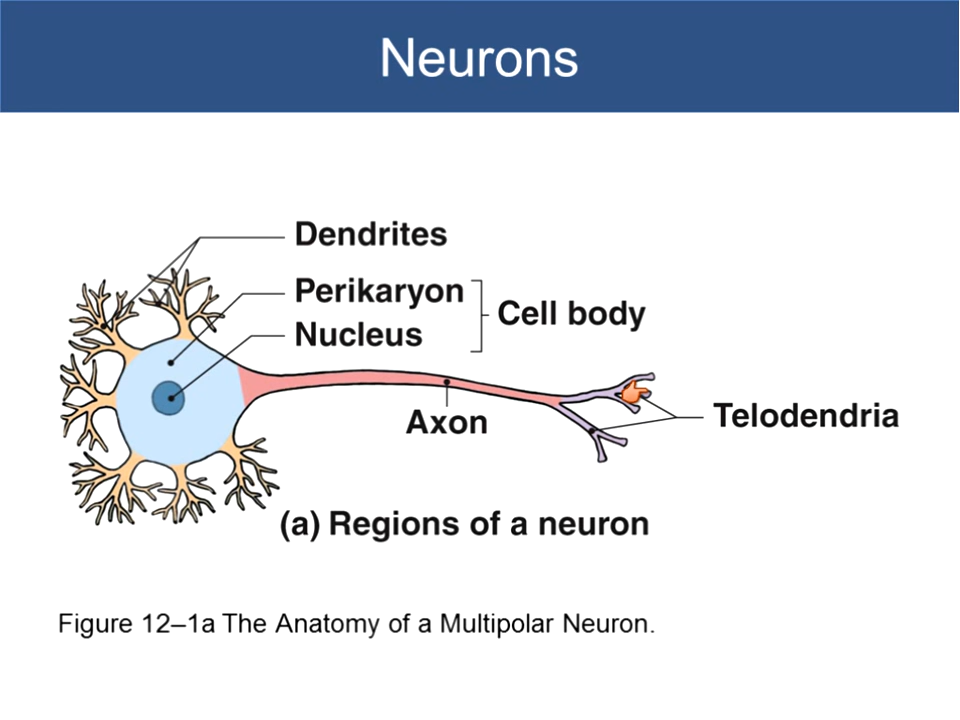 Neurons
Dendrites
Perikaryon
Nucleus
Cell body
Axon
Telodendria
(a) Regions of a neuron
Figure 12–1a The Anatomy of a Multipolar Neuron.